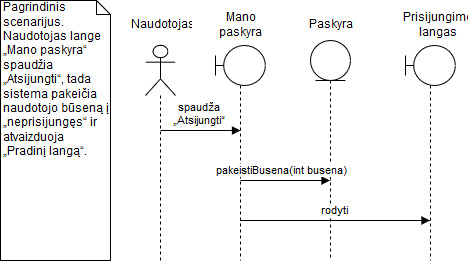 Pagrindinis
scenarijus.
Naudotojas lange
„Mano paskyra“
spaudžia
„Atsijungti“, tada
sistema pakeičia
naudotojo būseną į
„neprisijungęs“ ir
atvaizduoja
„Pradinį langą“.
Naudotojas
Mano
paskyra
Paskyra
Prisijungimo
langas
spaudža
„Atsijungti“
pakeistiBusena(int busena)
rodyti